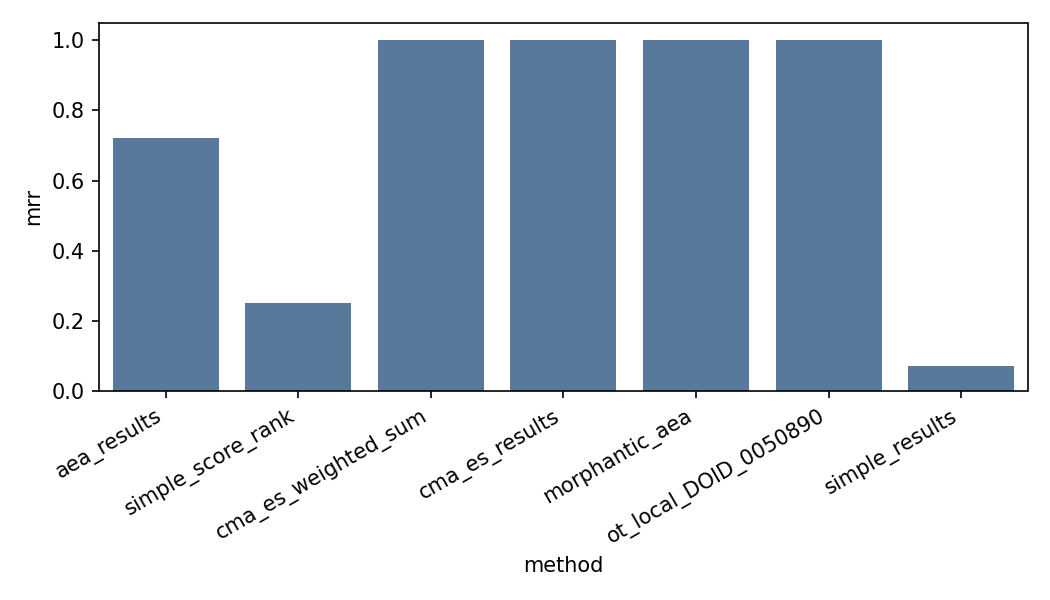 1.0
0.8
0.6
0.4
0.2
0.0
mrr
aea_results
simple_score_rank
cma_es_weighted_sum
cma_es_results
morphantic_aea
ot_local_DOID_0050890
simple_results
method